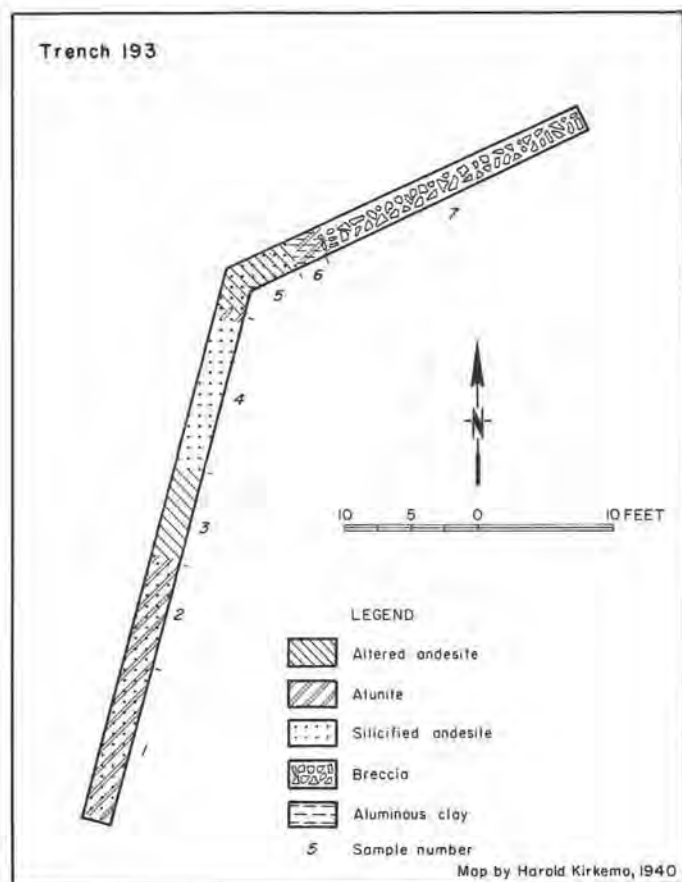 Trench 193
7
6
5
4
N
10 5 0 10 FEET
3
2
1
LEGEND
Altered andesite
Alunite
Silicified andesite
Breccia
Aluminous clay
5 Sample number
Map by Harold Kirkemo, 1940